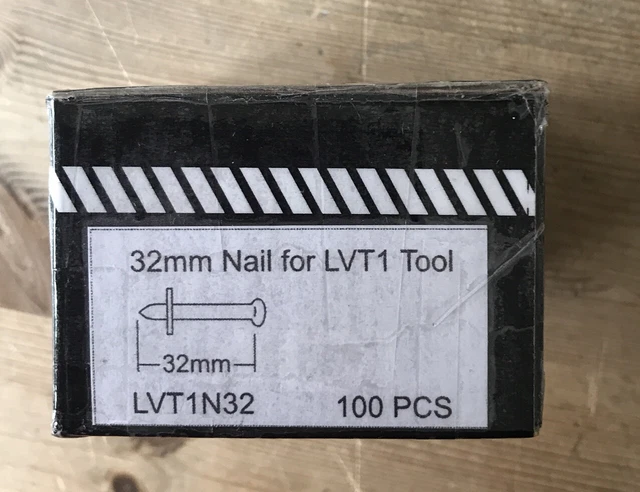 32mm Nail for LVT1 Tool
32mm
LVT1N32
100 PCS